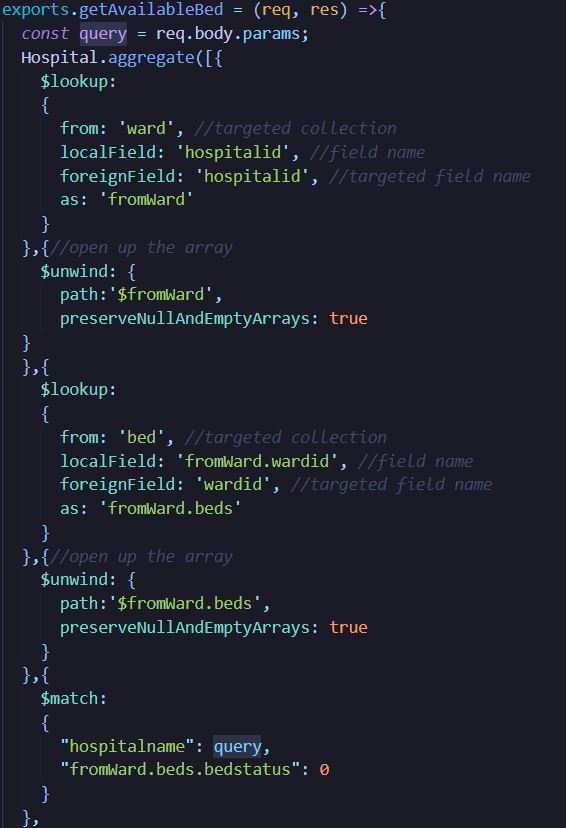 exports.getAvailableBed = (req, res) =>{
  const query = req.body.params;
  Hospital.aggregate([{
    $lookup:
    {
      from: 'ward', //targeted collection
      localField: 'hospitalid', //field name
      foreignField: 'hospitalid', //targeted field name
      as: 'fromWard'
    }
  },{//open up the array
    $unwind: {
      path:'$fromWard',
      preserveNullAndEmptyArrays: true
  }
  },{
    $lookup:
    {
      from: 'bed', //targeted collection
      localField: 'fromWard.wardid', //field name
      foreignField: 'wardid', //targeted field name
      as: 'fromWard.beds'
    }
  },{//open up the array
    $unwind: {
      path:'$fromWard.beds',
      preserveNullAndEmptyArrays: true
    }
  },{
    $match:
    {
      "hospitalname": query,
      "fromWard.beds.bedstatus": 0
    }
  },